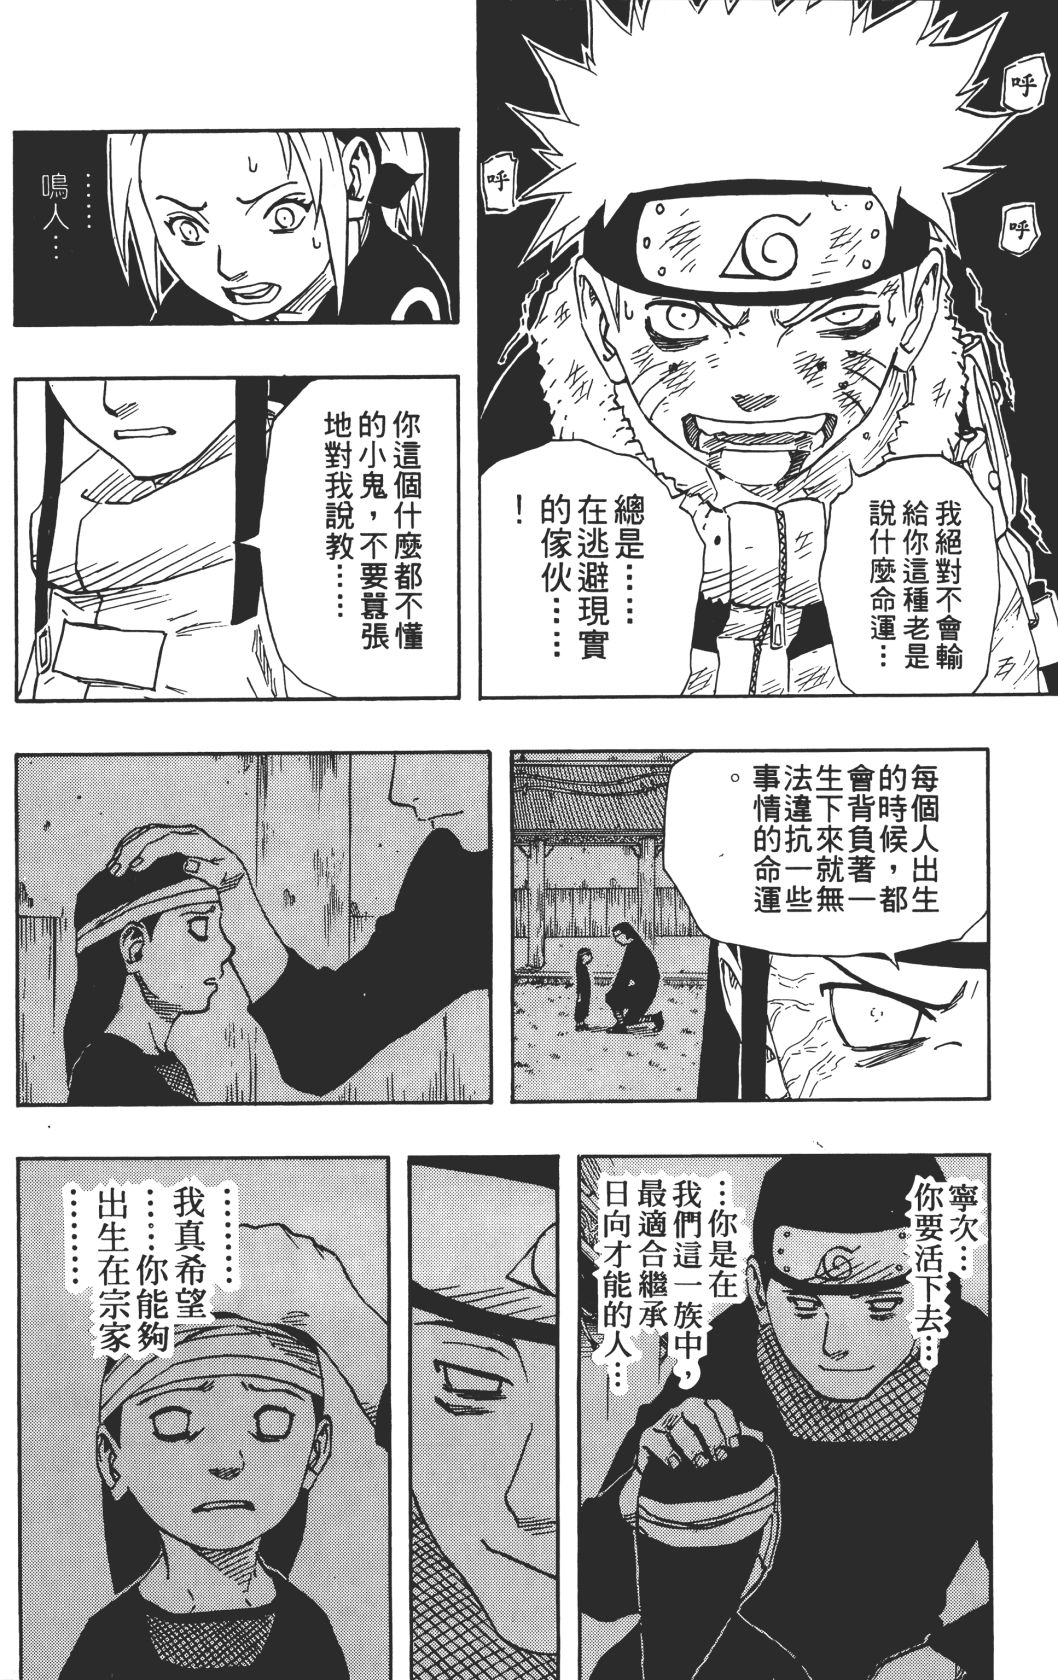 呼
呼
呼
我絕對不會輸
給你這種老是
說什麼命運…
總是……
在逃避現實
的傢伙……
！
……
鳴人…
你這個什麼都不懂
的小鬼，不要囂張
地對我說教……
每個人出生
的時候，都
會背負著一
生下來就無
法違抗一些
事情的命運
。
寧次…
你要活下去…
…你是在
我們這一族中，
最適合繼承
日向才能的人…
………
我真希望
……你能夠
出生在宗家
………